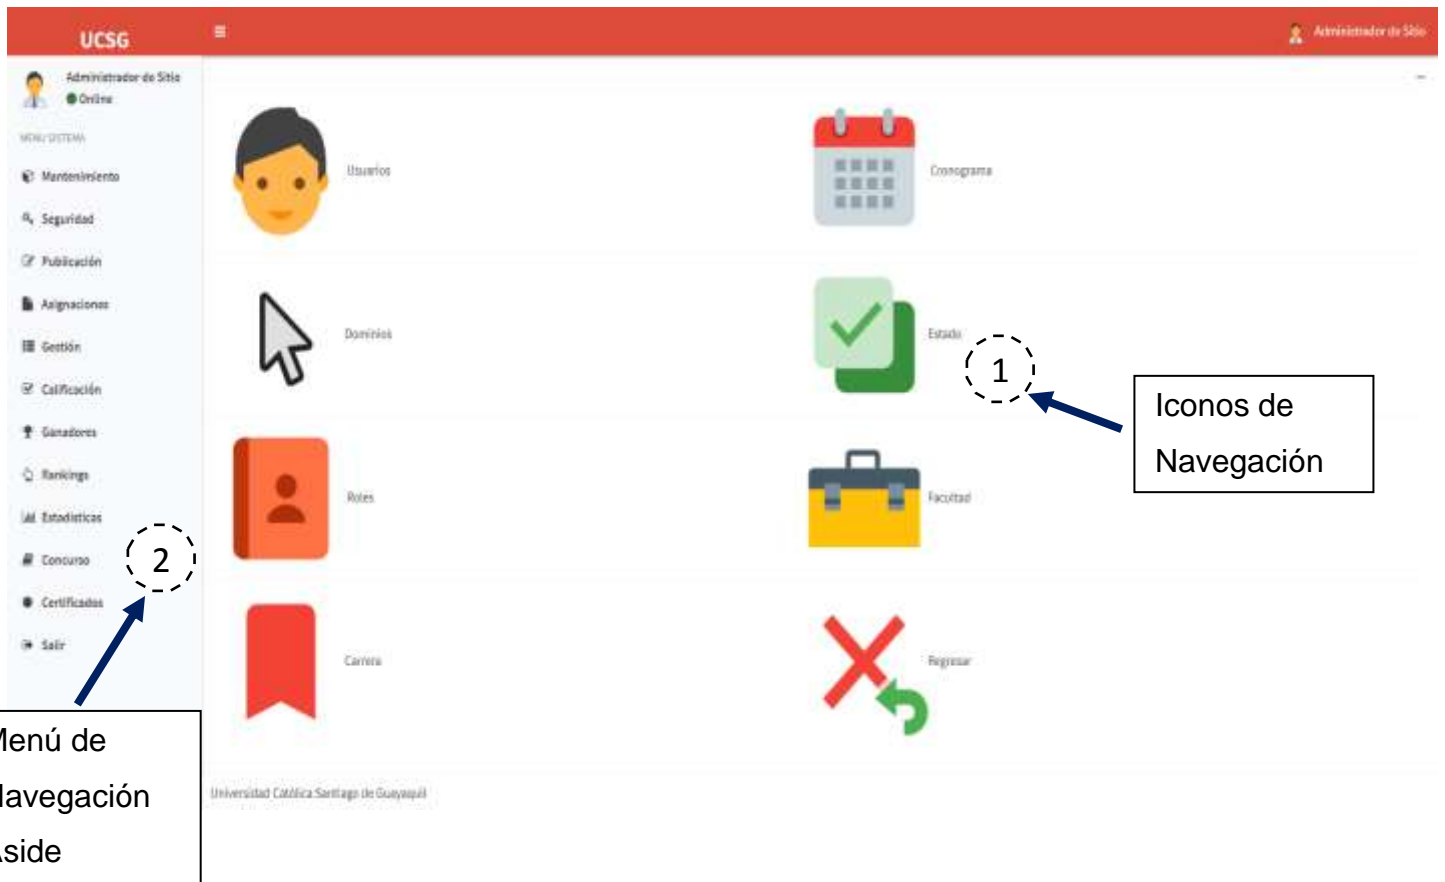 UCSG
Administrador de Sitio
Administrador de Sitio
Online
MENU SISTEMA
Mantenimiento
Seguridad
Publicación
Asignaciones
Gestión
Calificación
Ganadores
Rankings
Estadísticas
Concurso
Certificados
Salir
Usuarios
Cronograma
Dominios
Estado
1
Iconos de
Navegación
Roles
Facultad
2
Carrera
Regresar
Menú de
Navegación
Aside
Universidad Católica Santiago de Guayaquil